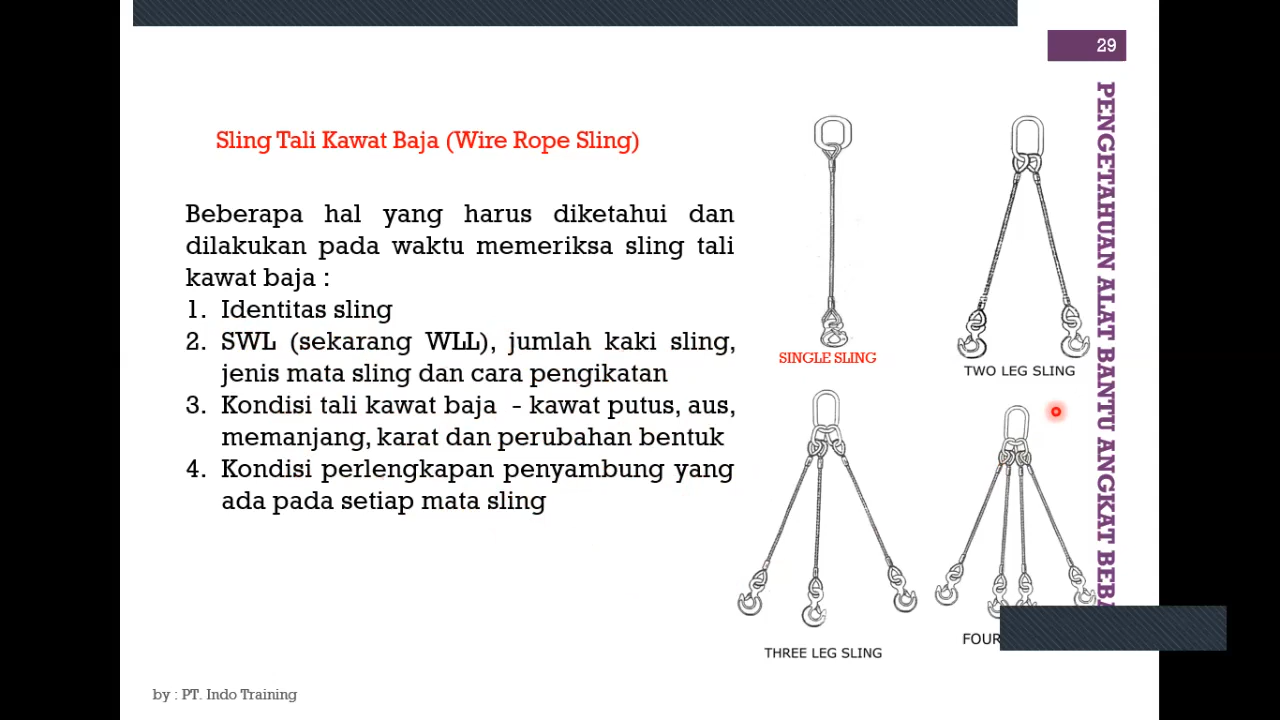 29
PENGETAHUAN ALAT BANTU ANGKAT
Sling Tali Kawat Baja (Wire Rope Sling)
Beberapa hal yang harus diketahui dan
dilakukan pada waktu memeriksa sling tali
kawat baja :
1. Identitas sling
2. SWL (sekarang WLL), jumlah kaki sling,
jenis mata sling dan cara pengikatan
3. Kondisi tali kawat baja - kawat putus, aus,
memanjang, karat dan perubahan bentuk
4. Kondisi perlengkapan penyambung yang
ada pada setiap mata sling
SINGLE SLING
TWO LEG SLING
THREE LEG SLING
FOUR
by : PT. Indo Training